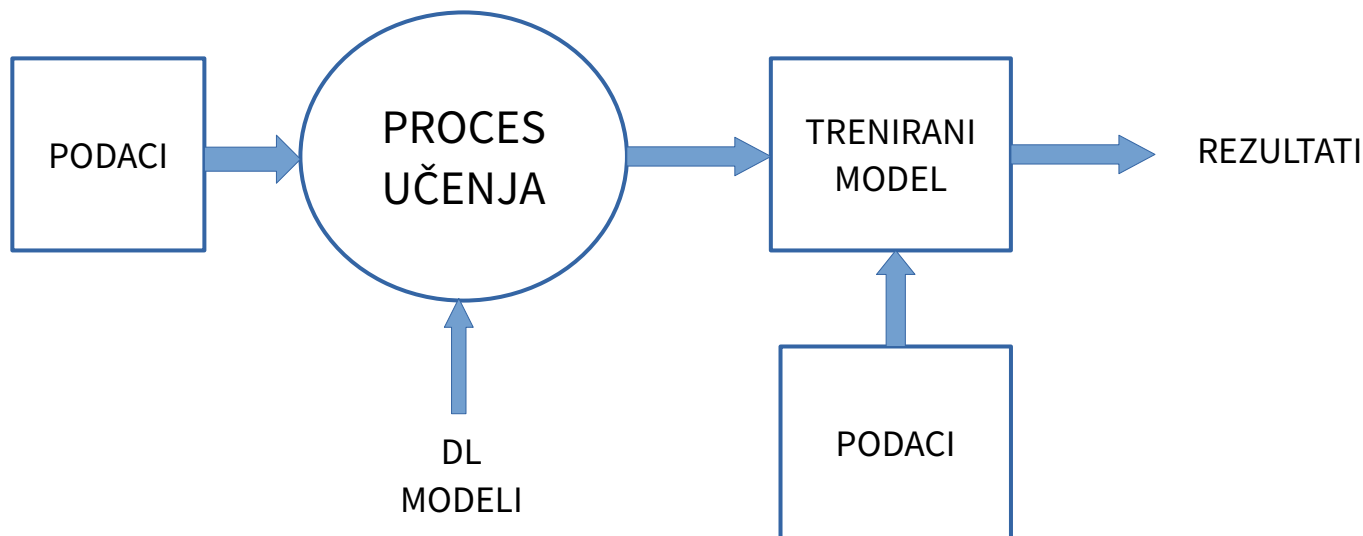 PODACI
PROCES
UČENJA
TRENIRANI
MODEL
REZULTATI
DL
MODELI
PODACI